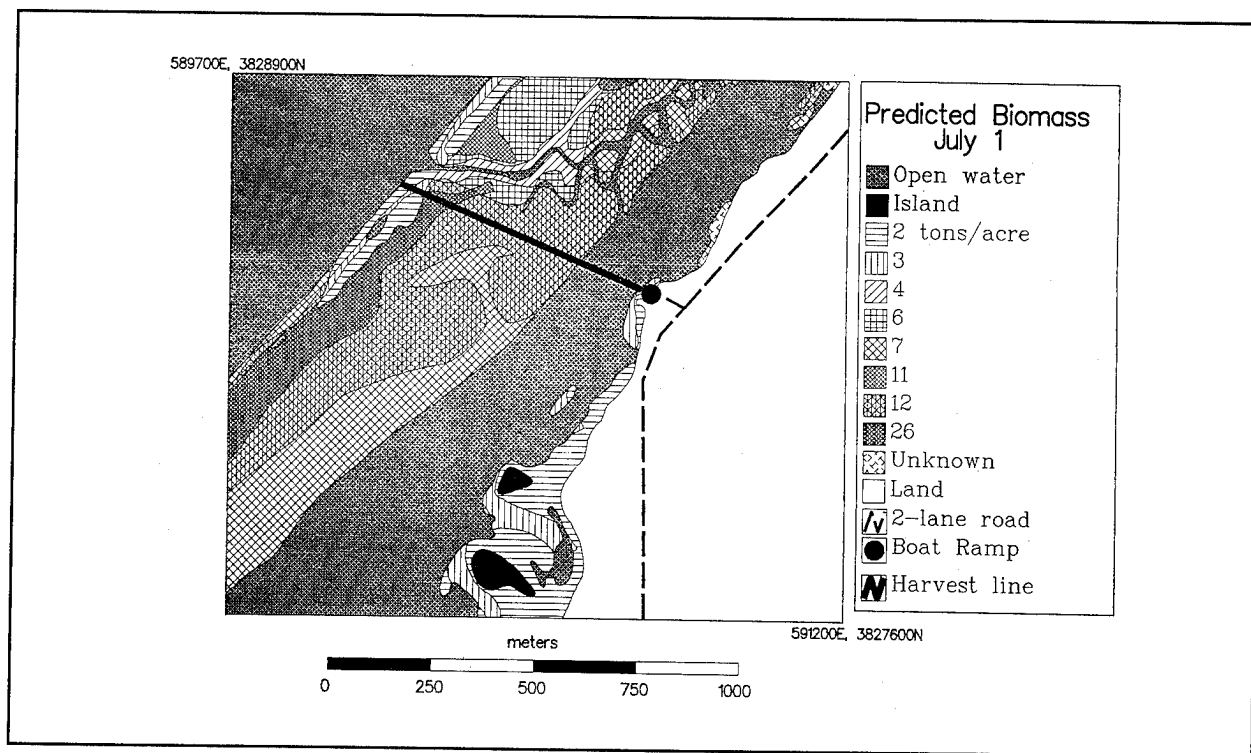 589700E, 3828900N
Predicted Biomass
July 1
Open water
Island
2 tons/acre
3
4
6
7
11
12
26
Unknown
Land
2-lane road
Boat Ramp
Harvest line
591200E, 3827600N
meters
0 250 500 750 1000